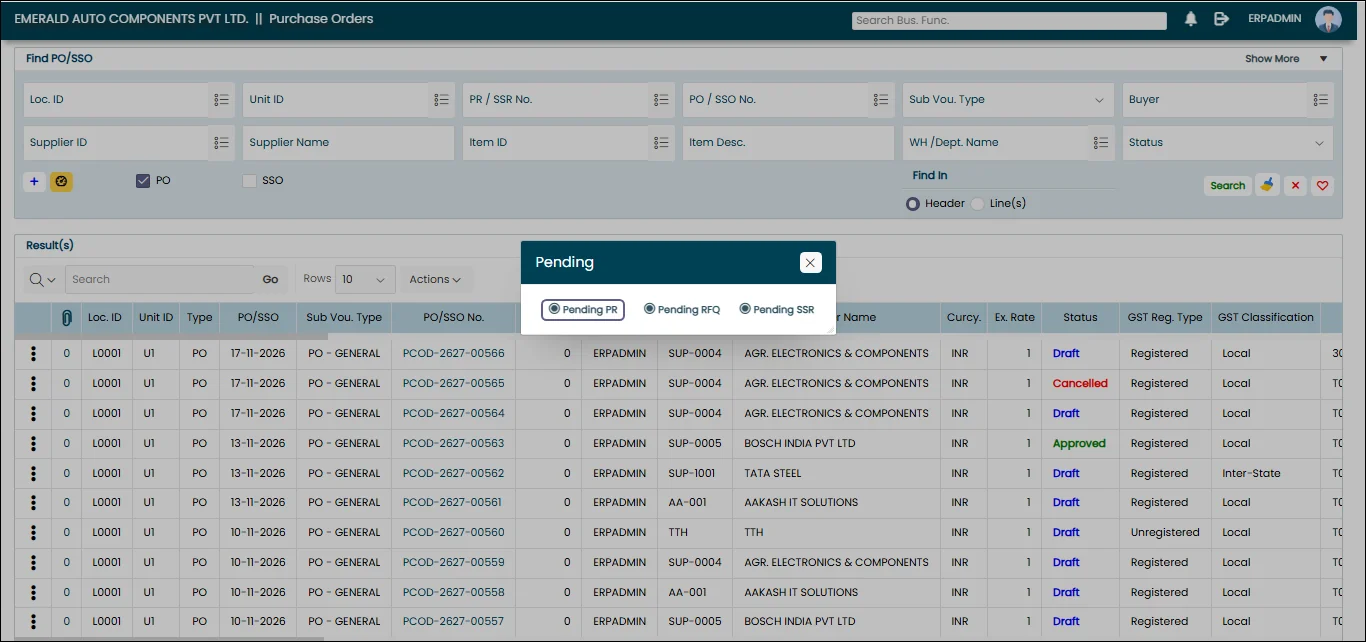 EMERALD AUTO COMPONENTS PVT LTD. || Purchase Orders Search Bus. Func. ERPADMIN
Find PO/SSO Show More
Loc. ID Unit ID PR / SSR No. PO / SSO No. Sub Vou. Type Buyer
Supplier ID Supplier Name Item ID Item Desc. WH /Dept. Name Status
+ PO SSO Find In
Header Line(s) Search
Result(s)
Search Go Rows 10 Actions
Pending
Pending PR Pending RFQ Pending SSR
Loc. ID Unit ID Type PO/SSO Sub Vou. Type PO/SSO No. r Name Curcy. Ex. Rate Status GST Reg. Type GST Classification
0 L0001 U1 PO 17-11-2026 PO - GENERAL PCOD-2627-00566 0 ERPADMIN SUP-0004 AGR. ELECTRONICS & COMPONENTS INR 1 Draft Registered Local 30
0 L0001 U1 PO 17-11-2026 PO - GENERAL PCOD-2627-00565 0 ERPADMIN SUP-0004 AGR. ELECTRONICS & COMPONENTS INR 1 Cancelled Registered Local
0 L0001 U1 PO 17-11-2026 PO - GENERAL PCOD-2627-00564 0 ERPADMIN SUP-0004 AGR. ELECTRONICS & COMPONENTS INR 1 Draft Registered Local
0 L0001 U1 PO 13-11-2026 PO - GENERAL PCOD-2627-00563 0 ERPADMIN SUP-0005 BOSCH INDIA PVT LTD INR 1 Approved Registered Local
0 L0001 U1 PO 13-11-2026 PO - GENERAL PCOD-2627-00562 0 ERPADMIN SUP-1001 TATA STEEL INR 1 Draft Registered Inter-State
0 L0001 U1 PO 13-11-2026 PO - GENERAL PCOD-2627-00561 0 ERPADMIN AA-001 AAKASH IT SOLUTIONS INR 1 Draft Registered Local
0 L0001 U1 PO 10-11-2026 PO - GENERAL PCOD-2627-00560 0 ERPADMIN TTH TTH INR 1 Draft Unregistered Local
0 L0001 U1 PO 10-11-2026 PO - GENERAL PCOD-2627-00559 0 ERPADMIN SUP-0004 AGR. ELECTRONICS & COMPONENTS INR 1 Draft Registered Local
0 L0001 U1 PO 10-11-2026 PO - GENERAL PCOD-2627-00558 0 ERPADMIN AA-001 AAKASH IT SOLUTIONS INR 1 Draft Registered Local
0 L0001 U1 PO 10-11-2026 PO - GENERAL PCOD-2627-00557 0 ERPADMIN SUP-0005 BOSCH INDIA PVT LTD INR 1 Draft Registered Local